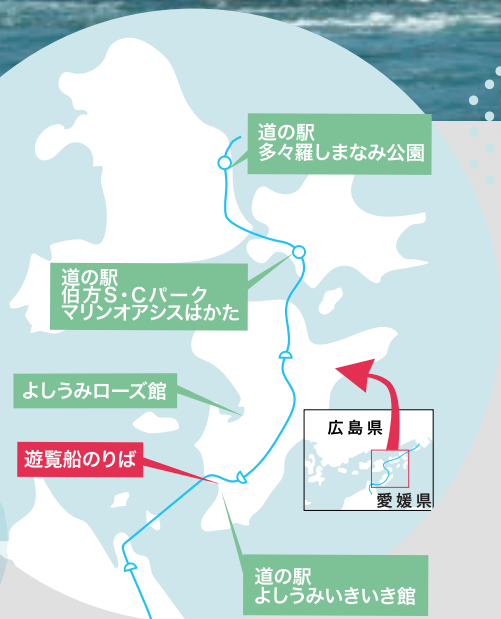 道の駅
多々羅しまなみ公園
道の駅
伯方S・Cパーク
マリンオアシスはかた
よしうみローズ館
広島県
遊覧船のりば
愛媛県
道の駅
よしうみいきいき館